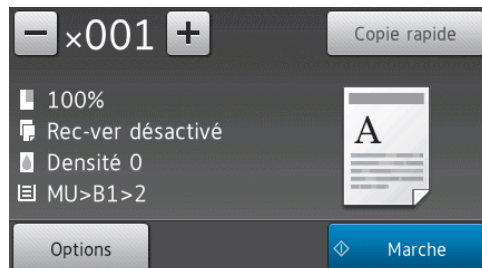 − ×001 +
Copie rapide
100%
Rec-ver désactivé
Densité 0
MU>B1>2
A
Options
Marche